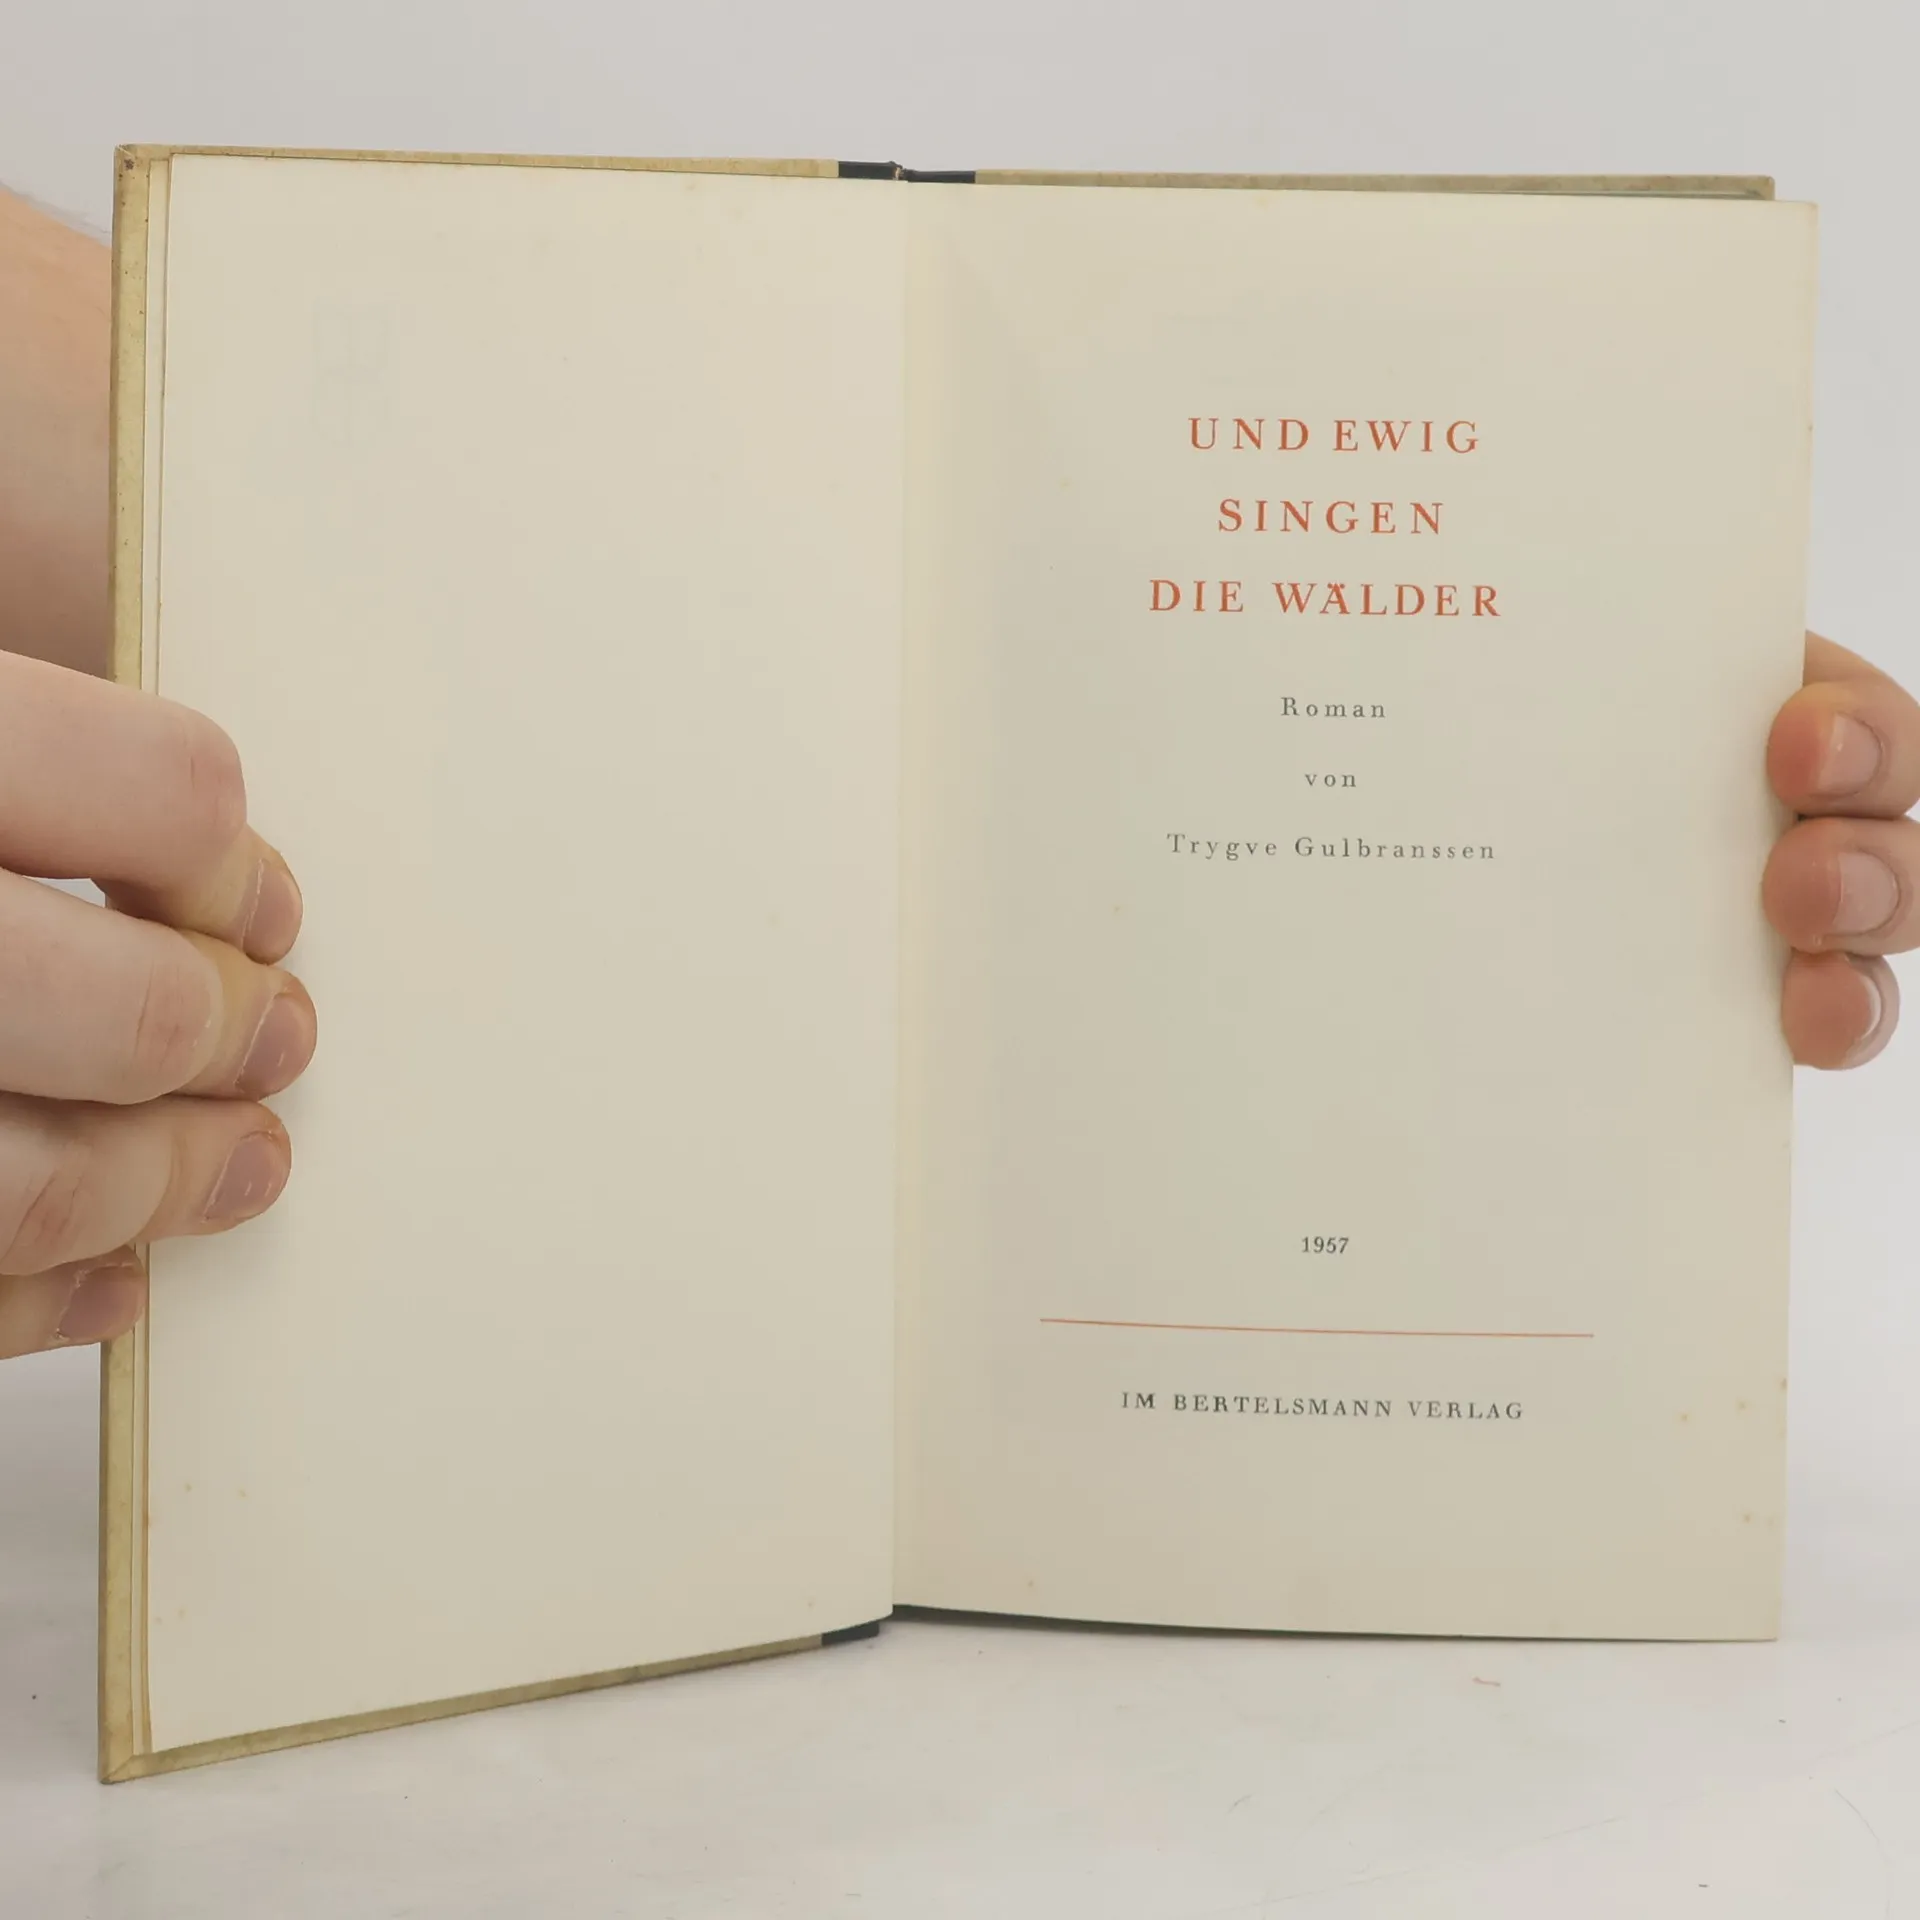 UND EWIG
SINGEN
DIE WÄLDER
Roman
von
Trygve Gulbranssen
1957
IM BERTELSMANN VERLAG